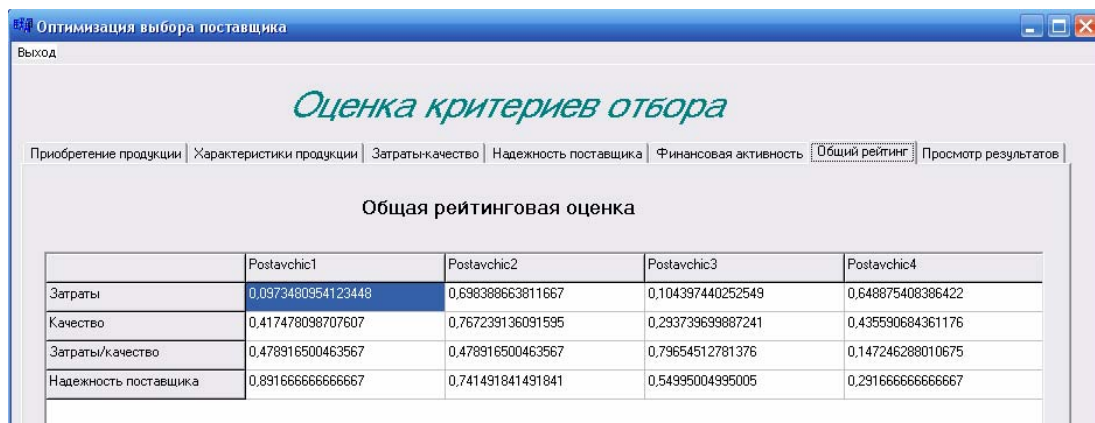 Оптимизация выбора поставщика
Выход
Оценка критериев отбора
Приобретение продукции Характеристики продукции Затраты-качество Надежность поставщика Финансовая активность Общий рейтинг Просмотр результатов
Общая рейтинговая оценка
Postavchic1 Postavchic2 Postavchic3 Postavchic4
Затраты 0,0973480954123448 0,698388663811667 0,104397440252549 0,648875408386422
Качество 0,417478098707607 0,767239136091595 0,293739699887241 0,435590684361176
Затраты/качество 0,478916500463567 0,478916500463567 0,79654512781376 0,147246288010675
Надежность поставщика 0,891666666666667 0,741491841491841 0,54995004995005 0,291666666666667